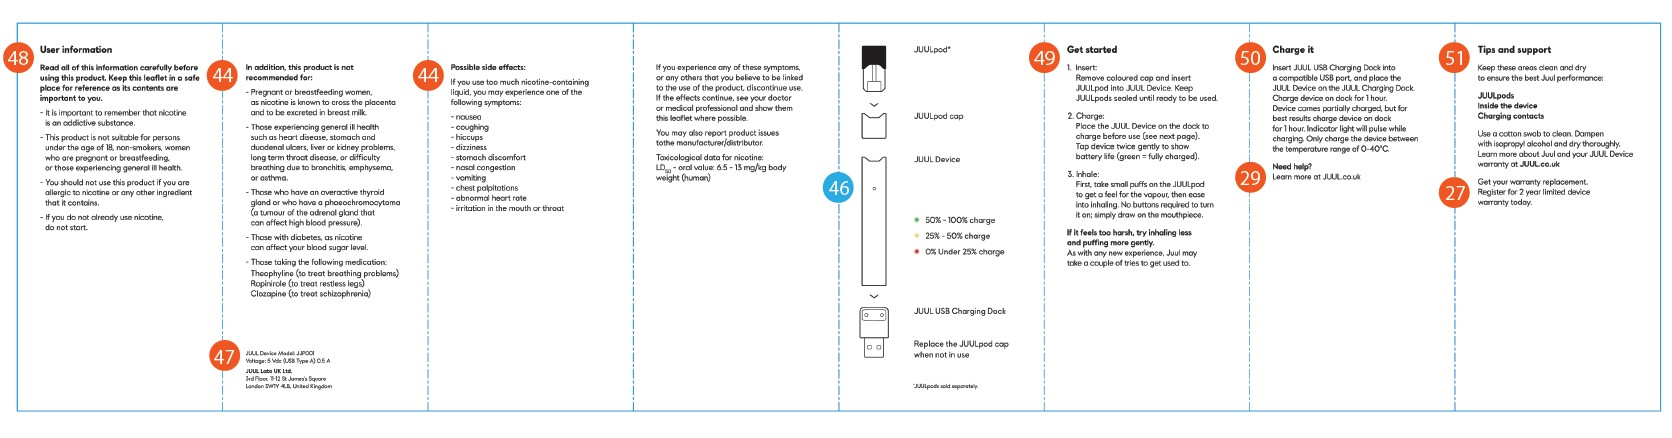 48
User information
Read all of this information carefully before
using this product. Keep this leaflet in a safe
place for reference as its contents are
important to you.
- It is important to remember that nicotine
is an addictive substance.
- This product is not suitable for persons
under the age of 18, non-smokers, women
who are pregnant or breastfeeding,
or those experiencing general ill health.
- You should not use this product if you are
allergic to nicotine or any other ingredient
that it contains.
- If you do not already use nicotine,
do not start.
44
In addition, this product is not
recommended for:
- Pregnant or breastfeeding women,
as nicotine is known to cross the placenta
and to be excreted in breast milk.
- Those experiencing general ill health
such as heart disease, stomach and
duodenal ulcers, liver or kidney problems,
long term throat disease, or difficulty
breathing due to bronchitis, emphysema,
or asthma.
- Those who have an overactive thyroid
gland or who have a phaeochromocytoma
(a tumour of the adrenal gland that
can affect high blood pressure).
- Those with diabetes, as nicotine
can affect your blood sugar level.
- Those taking the following medication:
Theophyline (to treat breathing problems)
Ropinirole (to treat restless legs)
Clozapine (to treat schizophrenia)
47
JUUL Device Model: JJP001
Voltage: 5 Vdc (USB Type A) 0.5 A
JUUL Labs UK Ltd.
3rd Floor, 11-12 St James's Square
London SW1Y 4LB, United Kingdom
44
Possible side effects:
If you use too much nicotine-containing
liquid, you may experience one of the
following symptoms:
- nausea
- coughing
- hiccups
- dizziness
- stomach discomfort
- nasal congestion
- vomiting
- chest palpitations
- abnormal heart rate
- irritation in the mouth or throat
If you experience any of these symptoms,
or any others that you believe to be linked
to the use of the product, discontinue use.
If the effects continue, see your doctor
or medical professional and show them
this leaflet where possible.
You may also report product issues
tothe manufacturer/distributor.
Toxicological data for nicotine:
LD50 - oral value: 6.5 - 13 mg/kg body
weight (human)
46
JUULpod*
JUULpod cap
JUUL Device
50% - 100% charge
25% - 50% charge
0% Under 25% charge
JUUL USB Charging Dock
Replace the JUULpod cap
when not in use
*JUULpods sold separately.
49
Get started
1. Insert:
Remove coloured cap and insert
JUULpod into JUUL Device. Keep
JUULpods sealed until ready to be used.
2. Charge:
Place the JUUL Device on the dock to
charge before use (see next page).
Tap device twice gently to show
battery life (green = fully charged).
3. Inhale:
First, take small puffs on the JUULpod
to get a feel for the vapour, then ease
into inhaling. No buttons required to turn
it on; simply draw on the mouthpiece.
If it feels too harsh, try inhaling less
and puffing more gently.
As with any new experience, Juul may
take a couple of tries to get used to.
50
Charge it
Insert JUUL USB Charging Dock into
a compatible USB port, and place the
JUUL Device on the JUUL Charging Dock.
Charge device on dock for 1 hour.
Device comes partially charged, but for
best results charge device on dock
for 1 hour. Indicator light will pulse while
charging. Only charge the device between
the temperature range of 0-40°C.
29
Need help?
Learn more at JUUL.co.uk
51
Tips and support
Keep these areas clean and dry
to ensure the best Juul performance:
JUULpods
Inside the device
Charging contacts
Use a cotton swab to clean. Dampen
with isopropyl alcohol and dry thoroughly.
Learn more about Juul and your JUUL Device
warranty at JUUL.co.uk
27
Get your warranty replacement.
Register for 2 year limited device
warranty today.